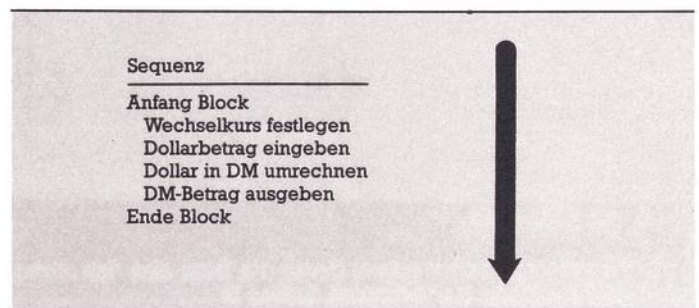 Sequenz
Anfang Block
Wechselkurs festlegen
Dollarbetrag eingeben
Dollar in DM umrechnen
DM-Betrag ausgeben
Ende Block